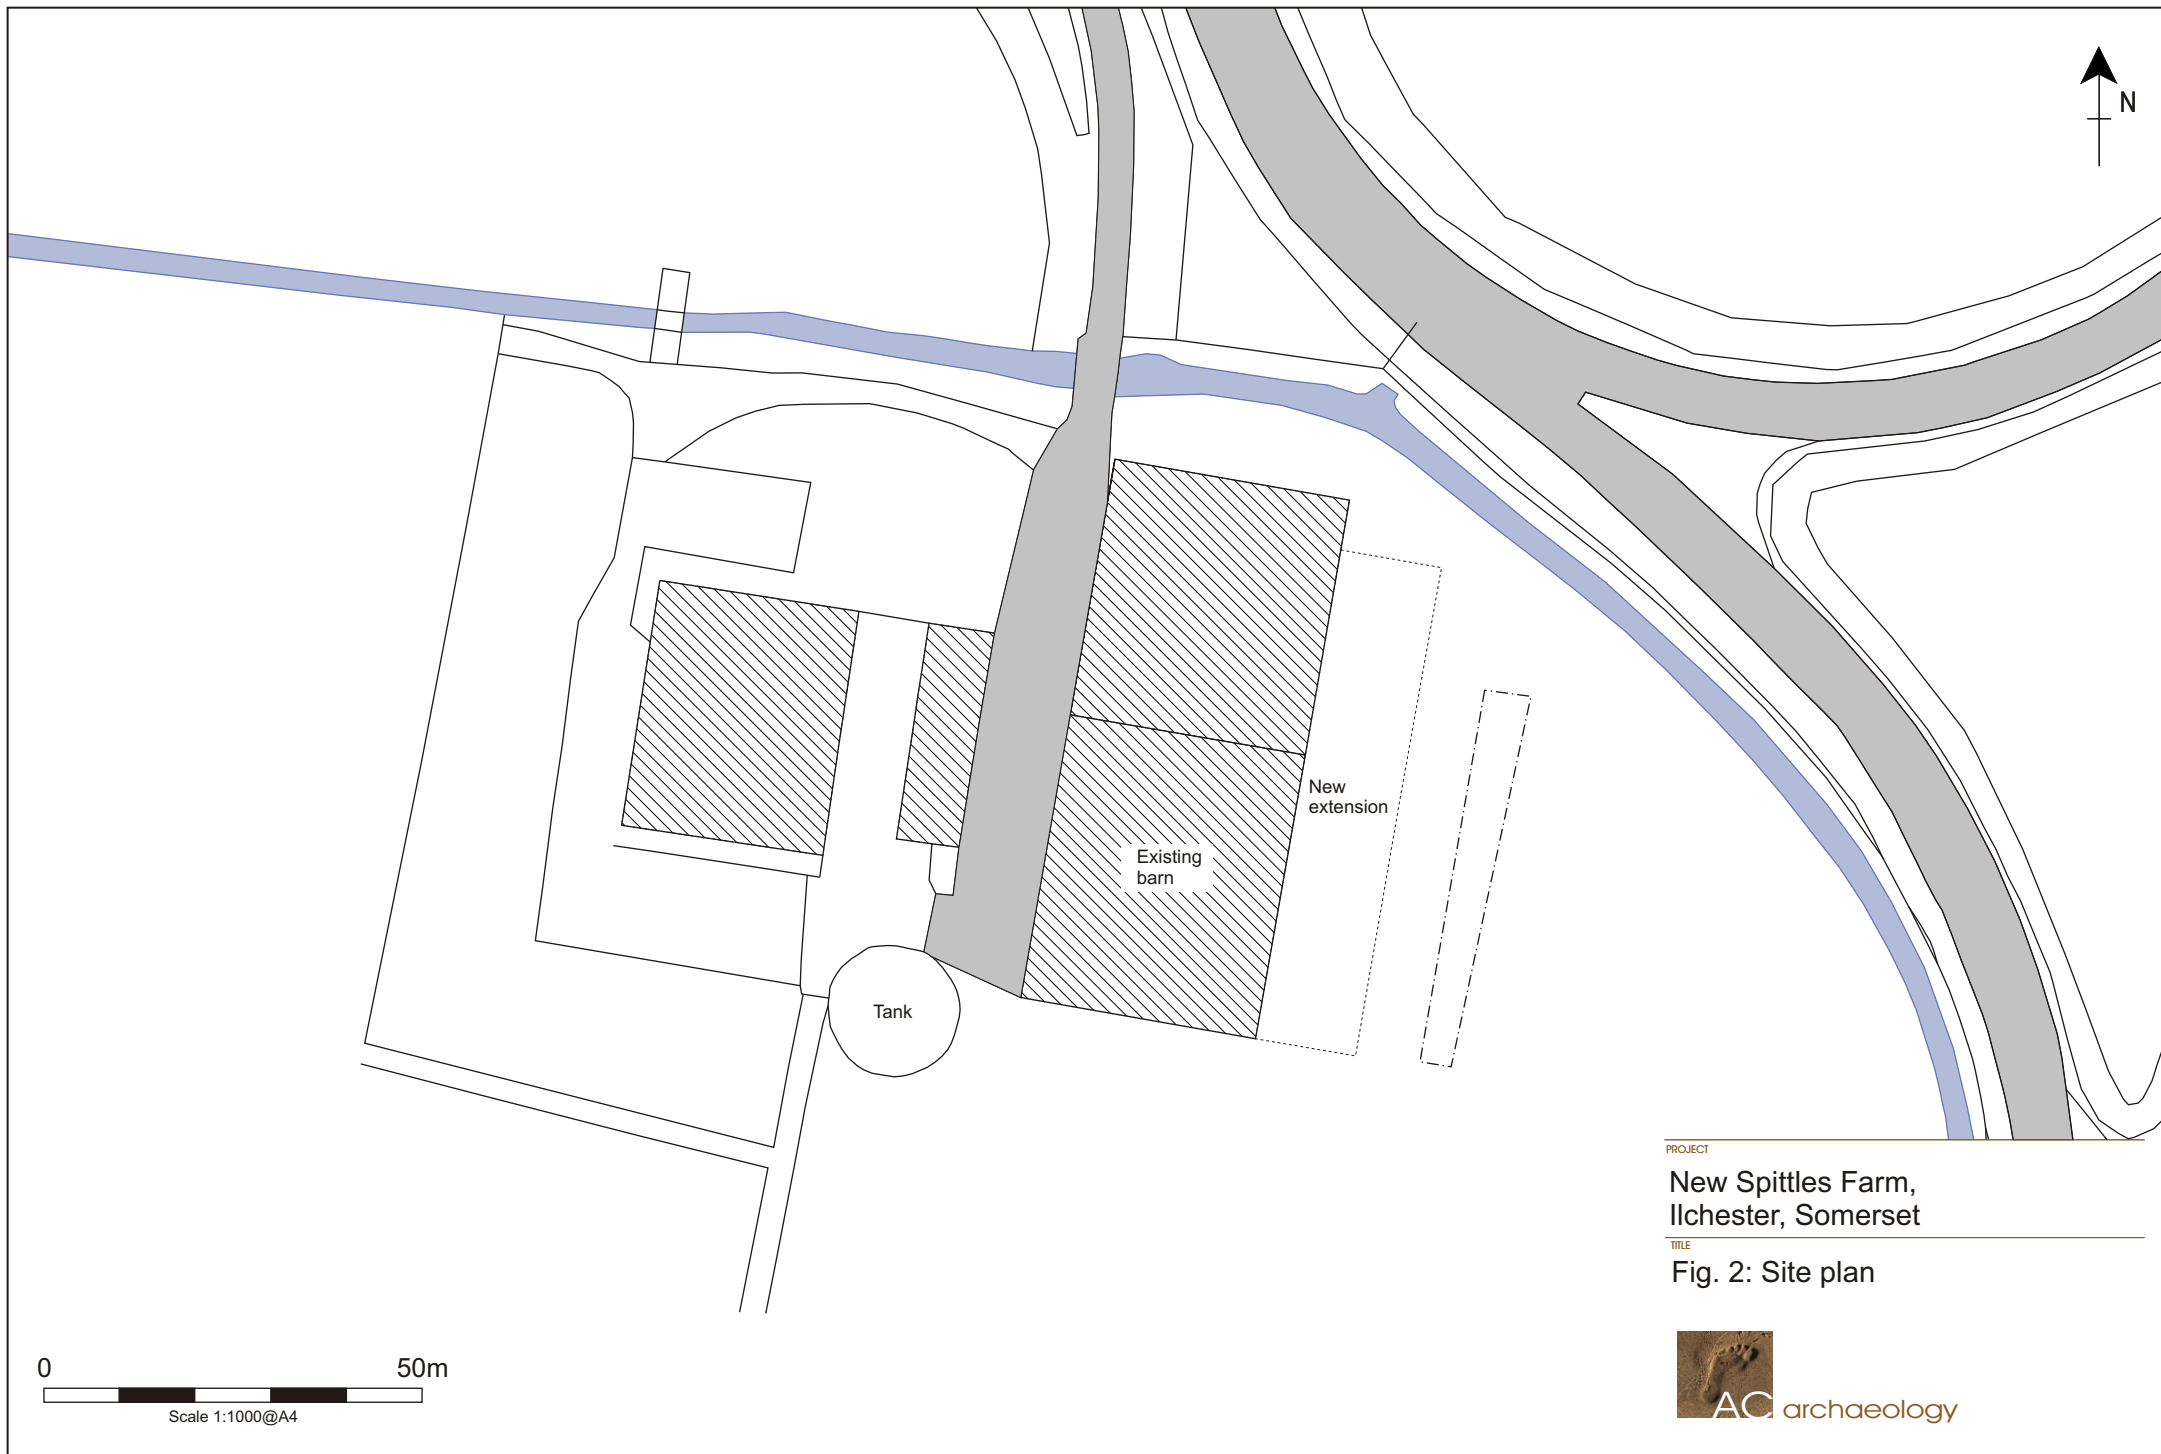 N
New
extension
Existing
barn
Tank
PROJECT
New Spittles Farm,
Ilchester, Somerset
TITLE
Fig. 2: Site plan
0 50m
Scale 1:1000@A4
AC archaeology